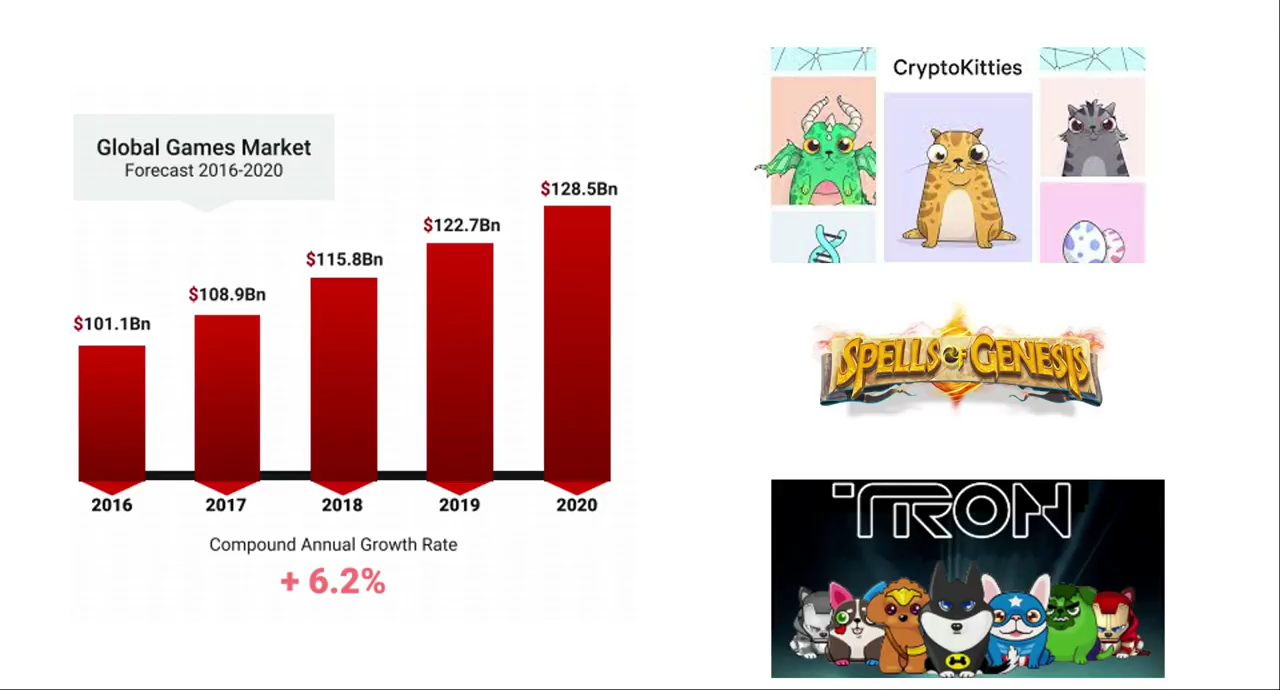 Global Games Market
Forecast 2016-2020
$101.1Bn
$108.9Bn
$115.8Bn
$122.7Bn
$128.5Bn
2016
2017
2018
2019
2020
Compound Annual Growth Rate
+ 6.2%
CryptoKitties
SPELLS OF GENESIS
TRON